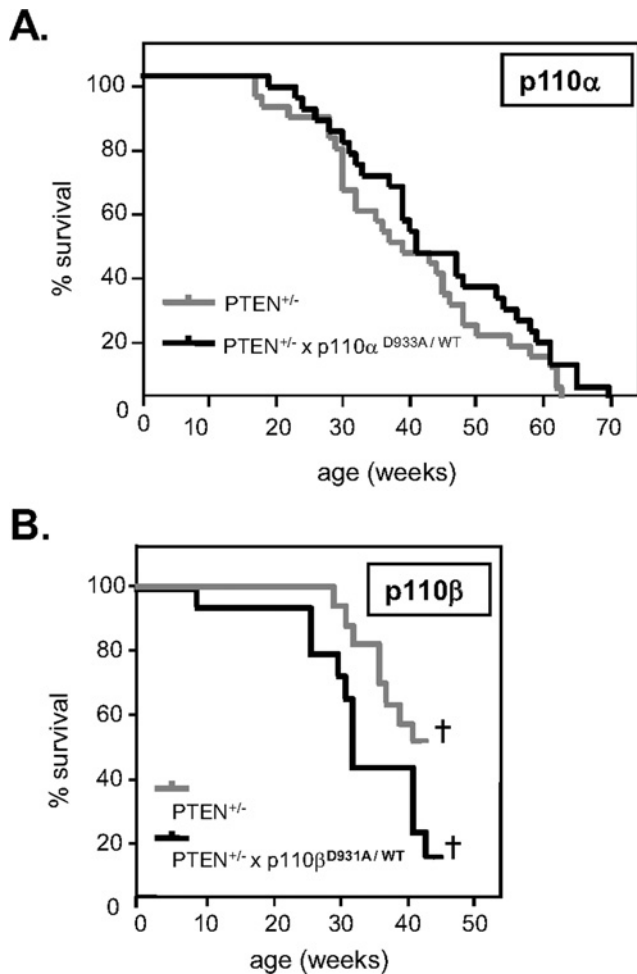 A.
p110α
% survival
100
80
60
40
20
0
PTEN+/-
PTEN+/- x p110α D933A / WT
0 10 20 30 40 50 60 70
age (weeks)
B.
p110β
% survival
100
80
60
40
20
0
†
†
PTEN+/-
PTEN+/- x p110βD931A / WT
0 10 20 30 40 50
age (weeks)